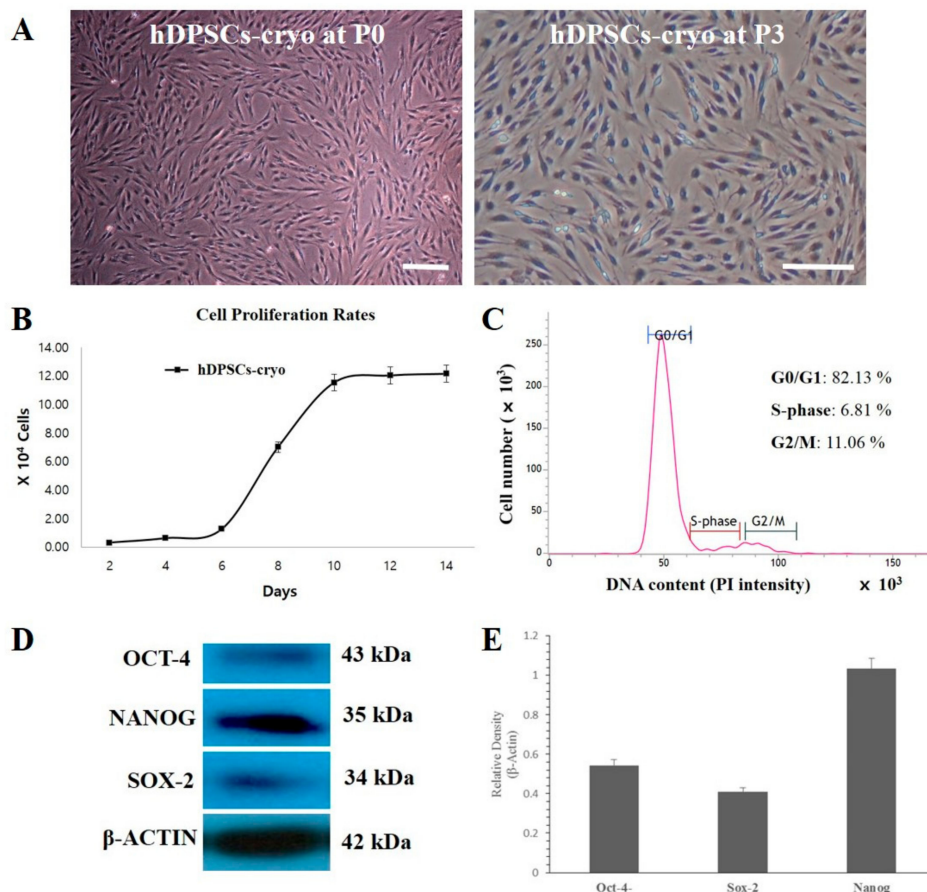 A
hDPSCs-cryo at P0
hDPSCs-cryo at P3
B
Cell Proliferation Rates
hDPSCs-cryo
X 10⁴ Cells
14.00
12.00
10.00
8.00
6.00
4.00
2.00
0.00
2 4 6 8 10 12 14
Days
C
G0/G1
Cell number ( × 10³)
250
200
150
100
50
0
S-phase
G2/M
G0/G1: 82.13 %
S-phase: 6.81 %
G2/M: 11.06 %
0 50 100 150
DNA content (PI intensity) × 10³
D
OCT-4 43 kDa
NANOG 35 kDa
SOX-2 34 kDa
β-ACTIN 42 kDa
E
Relative Density
(β-Actin)
1.2
1
0.8
0.6
0.4
0.2
0
Oct-4- Sox-2 Nanog